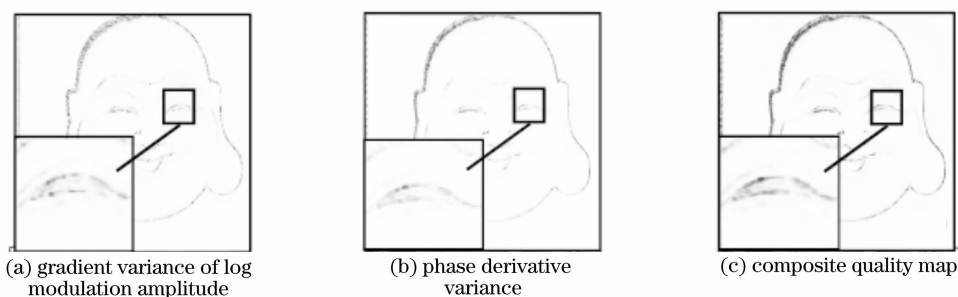 (a) gradient variance of log
modulation amplitude
(b) phase derivative
variance
(c) composite quality map